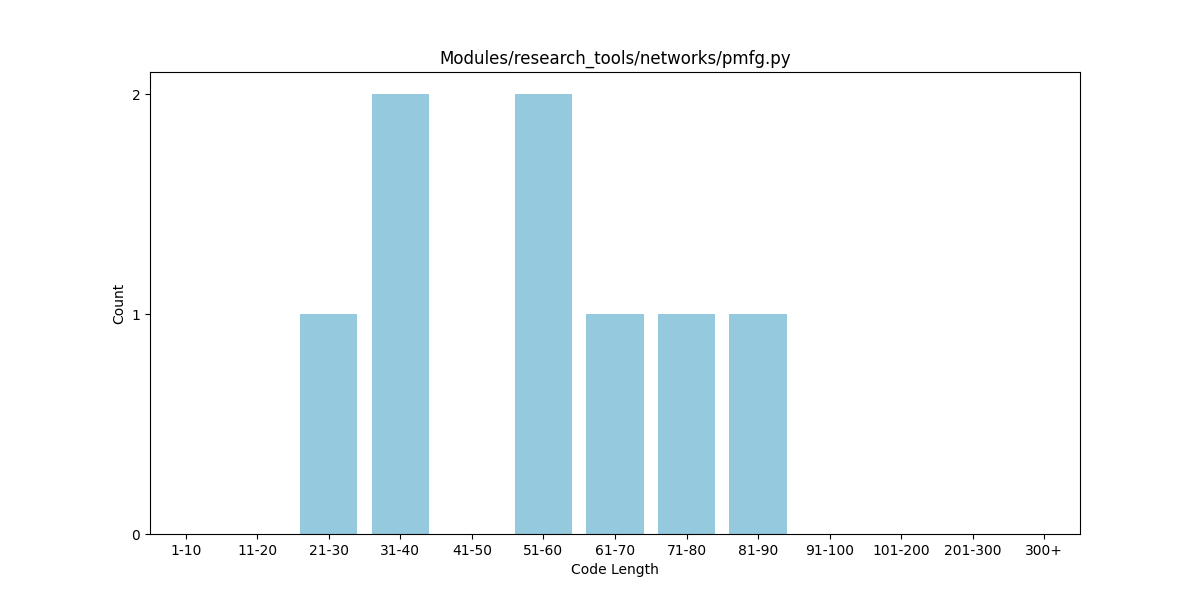 Modules/research_tools/networks/pmfg.py
2
1
0
Count
1-10 11-20 21-30 31-40 41-50 51-60 61-70 71-80 81-90 91-100 101-200 201-300 300+
Code Length